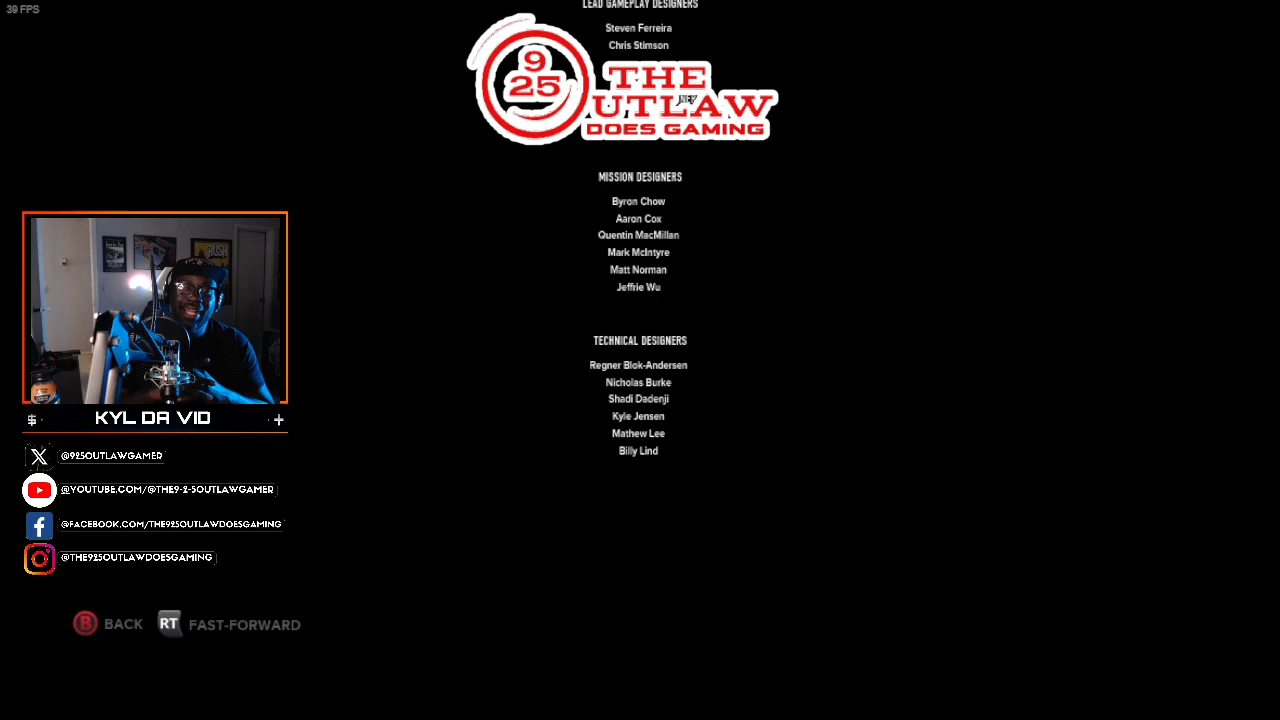 39 FPS
LEAD GAMEPLAY DESIGNERS
Steven Ferreira
Chris Stimson
9
25
THE
OUTLAW
DOES GAMING
MISSION DESIGNERS
Byron Chow
Aaron Cox
Quentin MacMillan
Mark McIntyre
Matt Norman
Jeffrie Wu
TECHNICAL DESIGNERS
Regner Blok-Andersen
Nicholas Burke
Shadi Dadenji
Kyle Jensen
Mathew Lee
Billy Lind
RUSH
KYL DA VID
@925OUTLAWGAMER
@YOUTUBE.COM/@THE9-2-5OUTLAWGAMER
@FACEBOOK.COM/THE925OUTLAWDOESGAMING
@THE925OUTLAWDOESGAMING
B BACK RT FAST-FORWARD